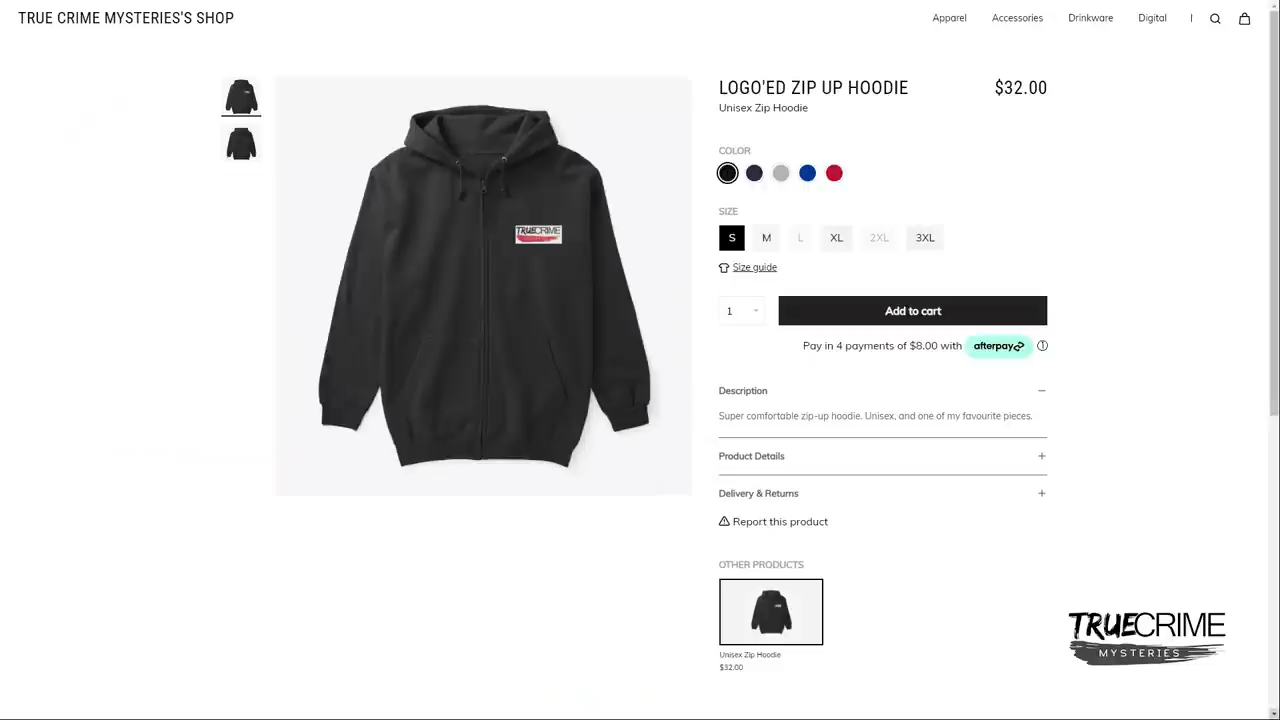 TRUE CRIME MYSTERIES'S SHOP
Apparel
Accessories
Drinkware
Digital
LOGO'ED ZIP UP HOODIE
$32.00
Unisex Zip Hoodie
COLOR
TRUECRIME
SIZE
S
M
L
XL
2XL
3XL
Size guide
1
Add to cart
Pay in 4 payments of $8.00 with afterpay
Description
Super comfortable zip-up hoodie. Unisex, and one of my favourite pieces.
Product Details
Delivery & Returns
Report this product
OTHER PRODUCTS
Unisex Zip Hoodie
$32.00
TRUECRIME
MYSTERIES